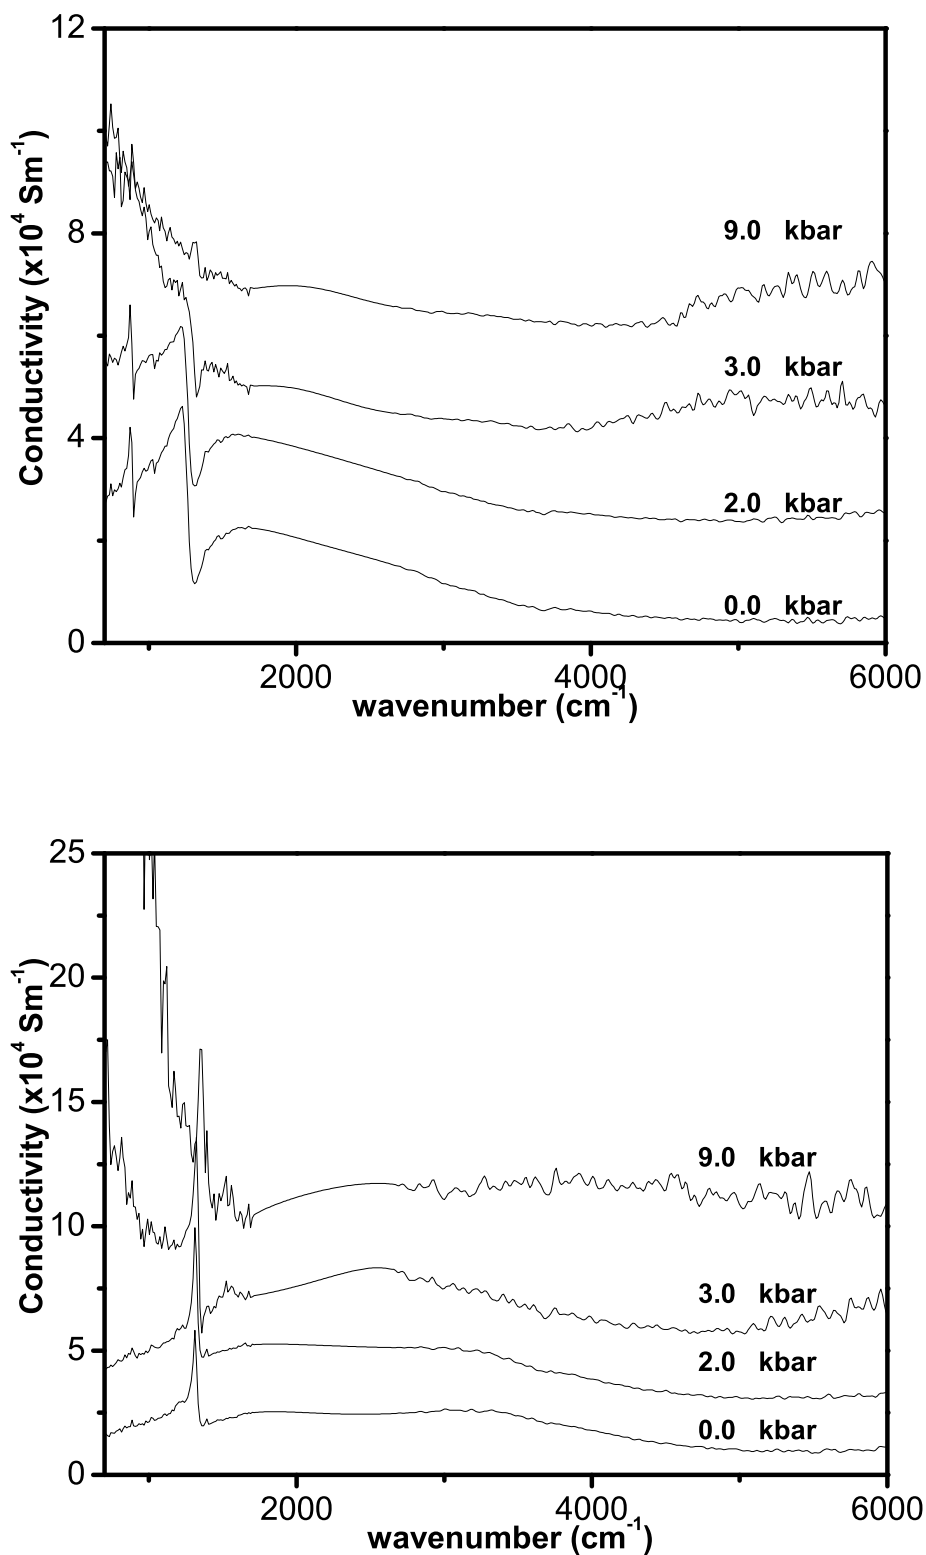 12
8
4
0
Conductivity (x10⁴ Sm⁻¹)
9.0 kbar
3.0 kbar
2.0 kbar
0.0 kbar
2000 4000 6000
wavenumber (cm⁻¹)
25
20
15
10
5
0
Conductivity (x10⁴ Sm⁻¹)
9.0 kbar
3.0 kbar
2.0 kbar
0.0 kbar
2000 4000 6000
wavenumber (cm⁻¹)